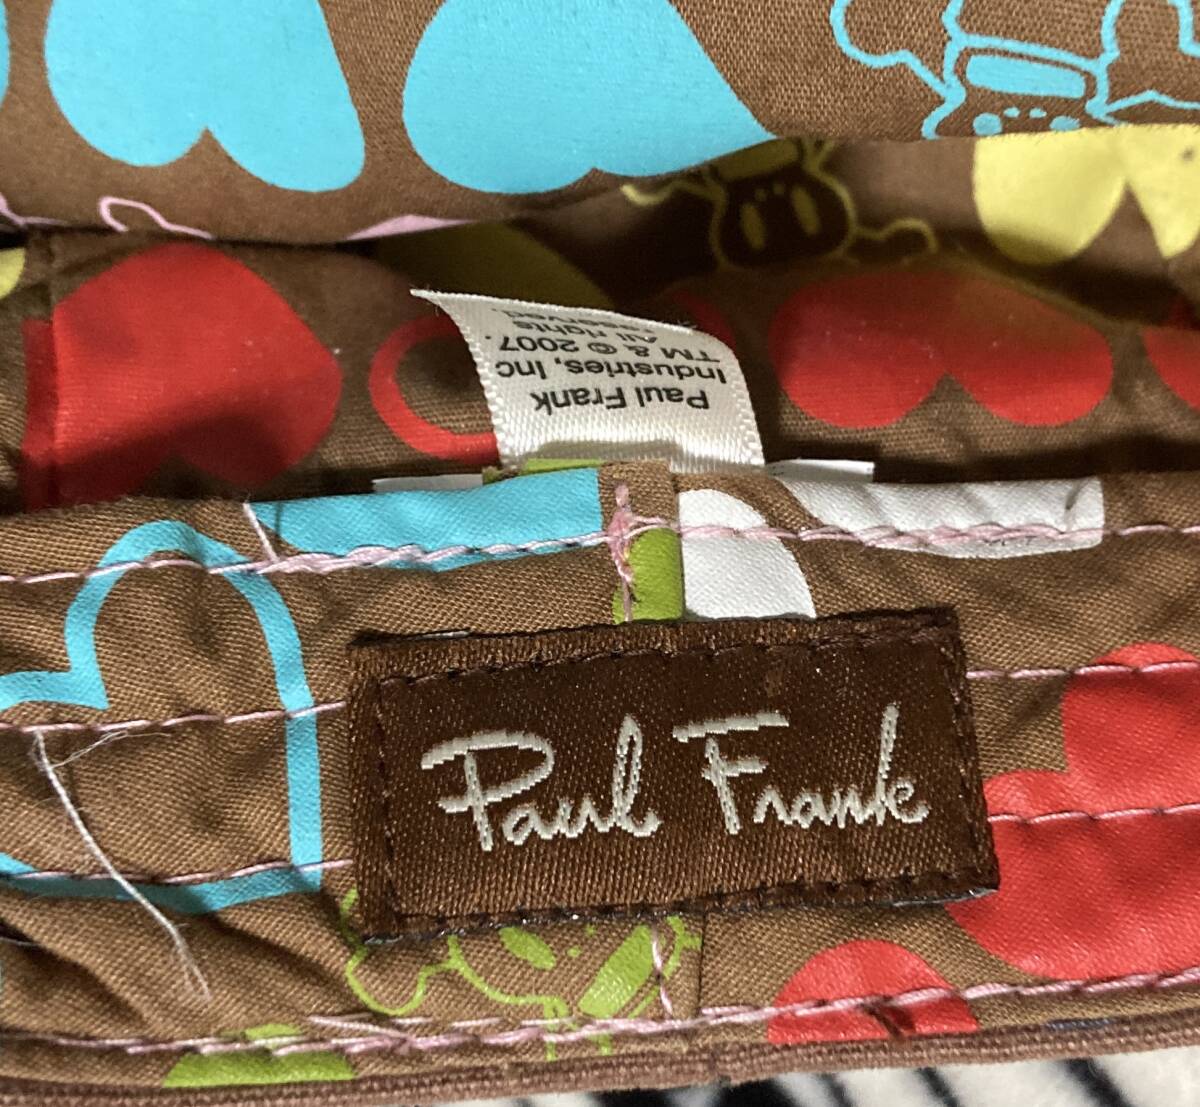 Paul Frank
Industries, Inc
TM & © 2007.
All rights
reserved.
Paul Frank